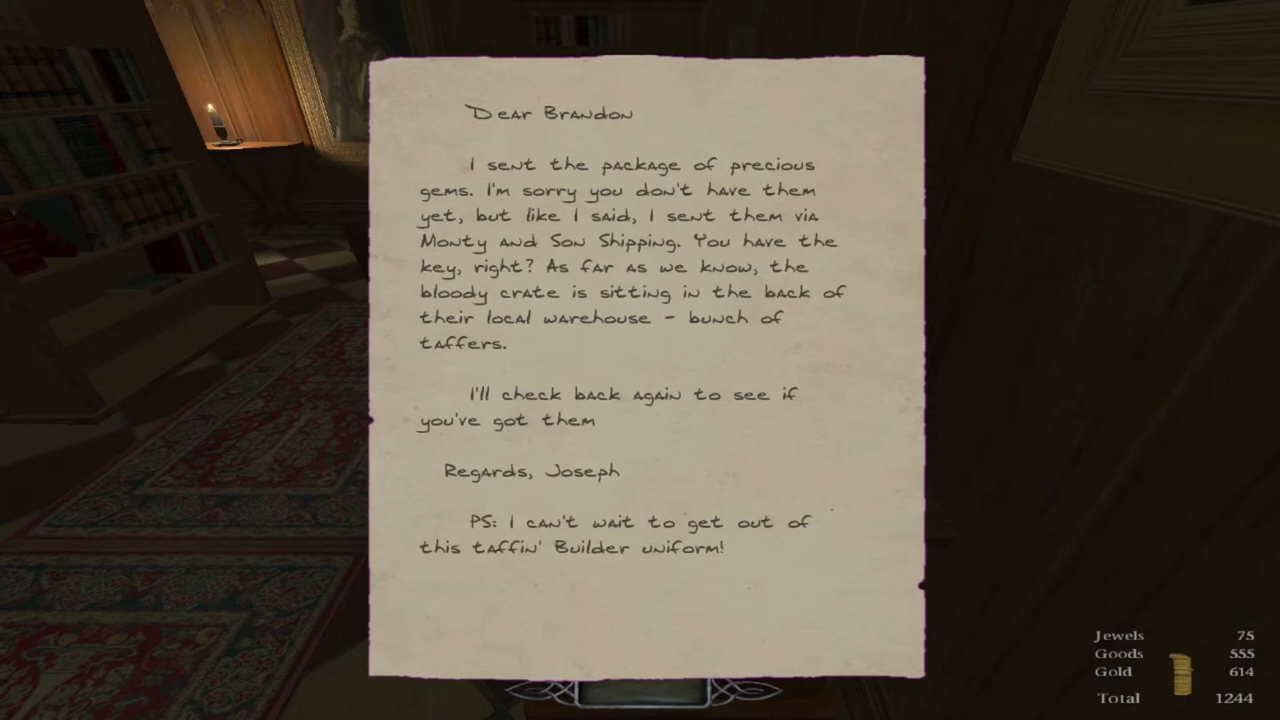 Dear Brandon
I sent the package of precious
gems. I'm sorry you don't have them
yet, but like I said, I sent them via
Monty and Son Shipping. You have the
key, right? As far as we know, the
bloody crate is sitting in the back of
their local warehouse - bunch of
taffers.
I'll check back again to see if
you've got them
Regards, Joseph
PS: I can't wait to get out of
this taffin' Builder uniform!
Jewels 75
Goods 555
Gold 614
Total 1244